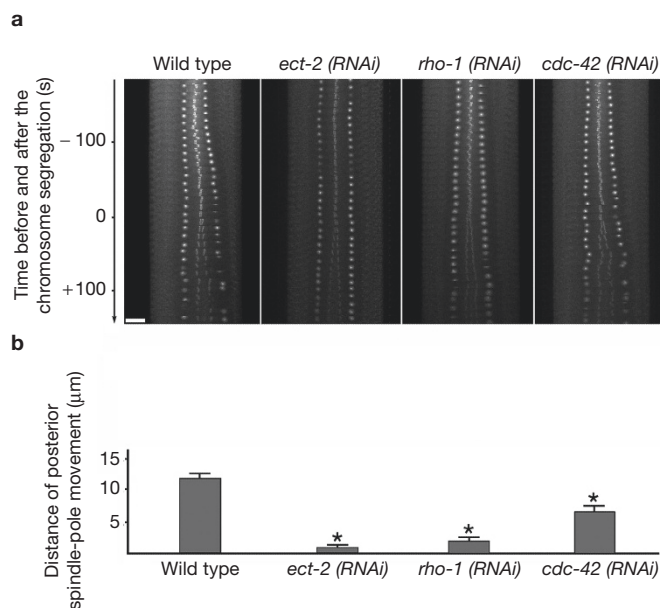 a
Wild type
ect-2 (RNAi)
rho-1 (RNAi)
cdc-42 (RNAi)
Time before and after the
chromosome segregation (s)
– 100
0
+100
b
Distance of posterior
spindle-pole movement (µm)
15
10
5
*
*
*
Wild type
ect-2 (RNAi)
rho-1 (RNAi)
cdc-42 (RNAi)